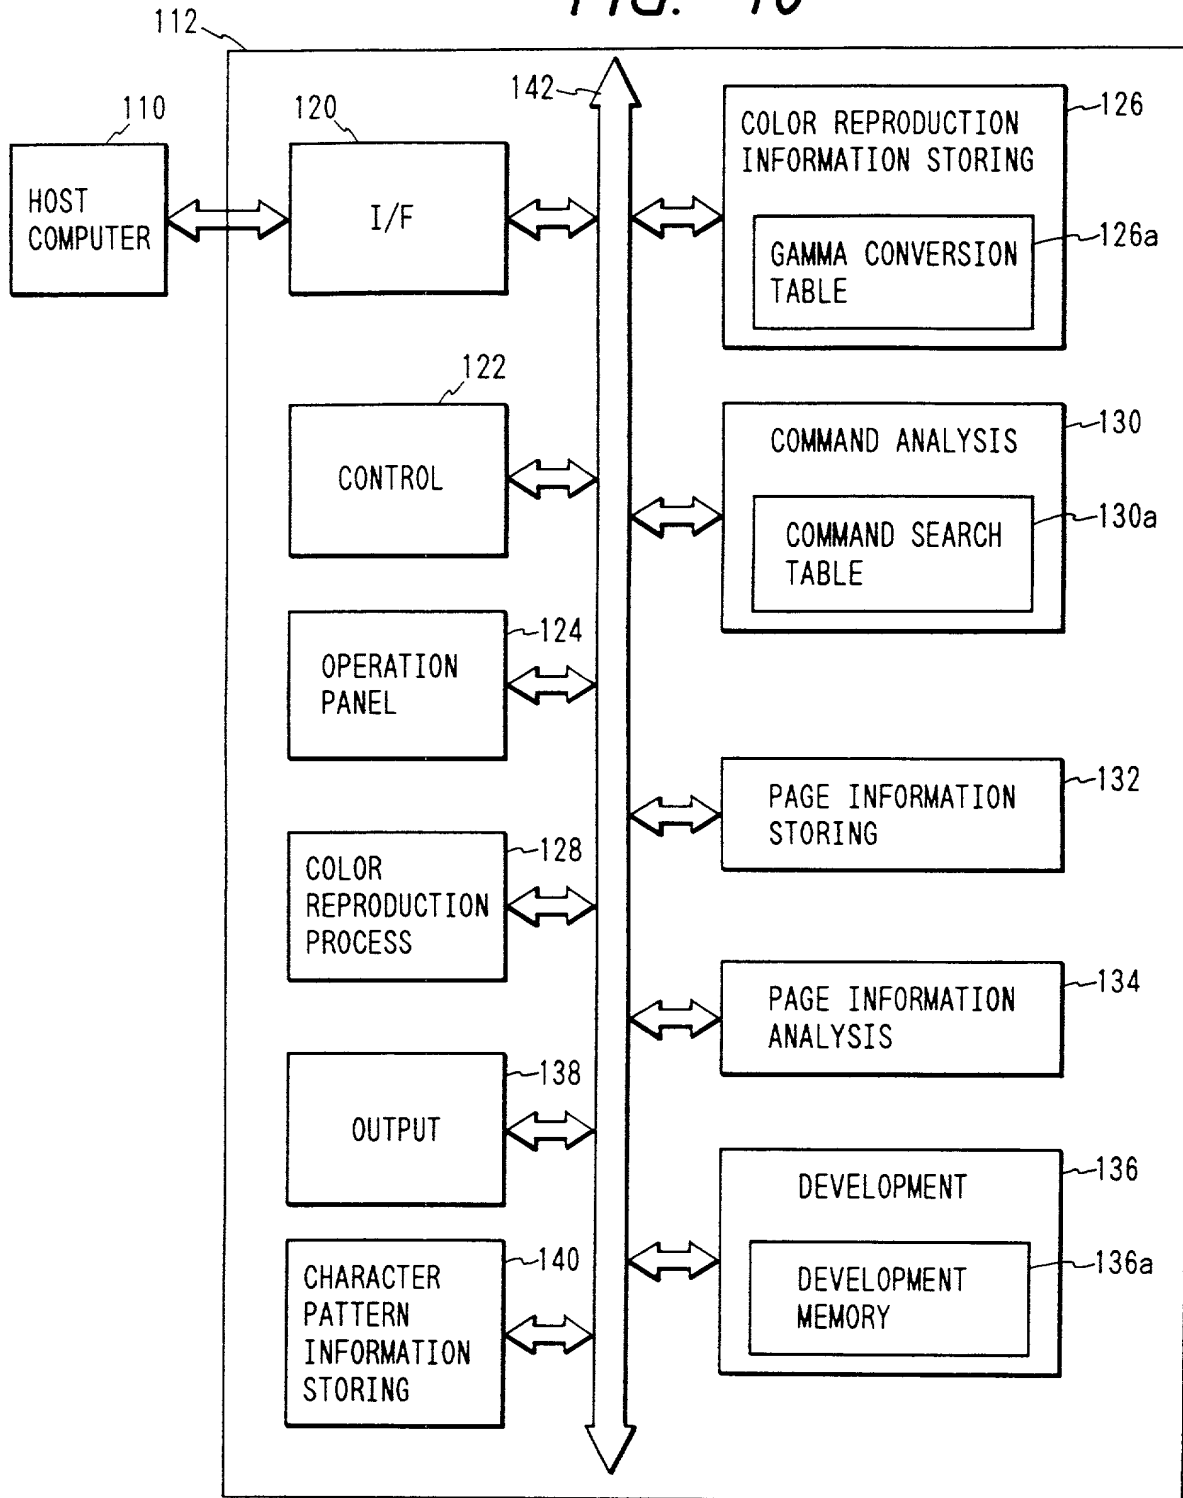 112
142
110
HOST
COMPUTER
120
I/F
126
COLOR REPRODUCTION
INFORMATION STORING
126a
GAMMA CONVERSION
TABLE
122
CONTROL
130
COMMAND ANALYSIS
130a
COMMAND SEARCH
TABLE
124
OPERATION
PANEL
132
PAGE INFORMATION
STORING
128
COLOR
REPRODUCTION
PROCESS
134
PAGE INFORMATION
ANALYSIS
138
OUTPUT
136
DEVELOPMENT
136a
DEVELOPMENT
MEMORY
140
CHARACTER
PATTERN
INFORMATION
STORING